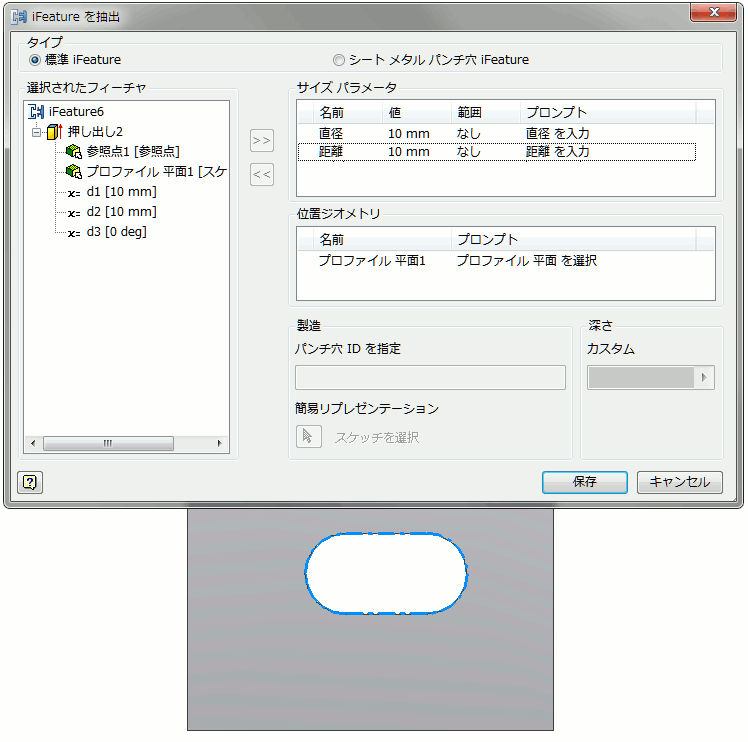 iFeature を抽出
タイプ
標準 iFeature
シート メタル パンチ穴 iFeature
選択されたフィーチャ
iFeature6
押し出し2
参照点1 [参照点]
プロファイル 平面1 [スケ
x= d1 [10 mm]
x= d2 [10 mm]
x= d3 [0 deg]
>>
<<
サイズ パラメータ
名前 値 範囲 プロンプト
直径 10 mm なし 直径 を入力
距離 10 mm なし 距離 を入力
位置ジオメトリ
名前 プロンプト
プロファイル 平面1 プロファイル 平面 を選択
製造
パンチ穴 ID を指定
簡易リプレゼンテーション
スケッチを選択
深さ
カスタム
?
保存
キャンセル